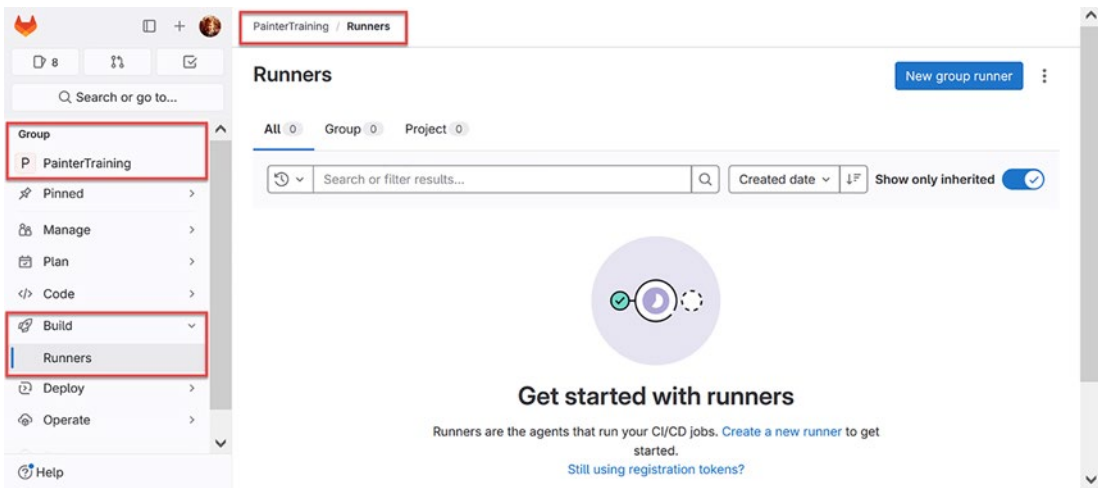 PainterTraining / Runners
8
Search or go to...
Group
P PainterTraining
Pinned
Manage
Plan
Code
Build
Runners
Deploy
Operate
Help
Runners
New group runner
All 0 Group 0 Project 0
Search or filter results...
Created date
Show only inherited
Get started with runners
Runners are the agents that run your CI/CD jobs. Create a new runner to get
started.
Still using registration tokens?